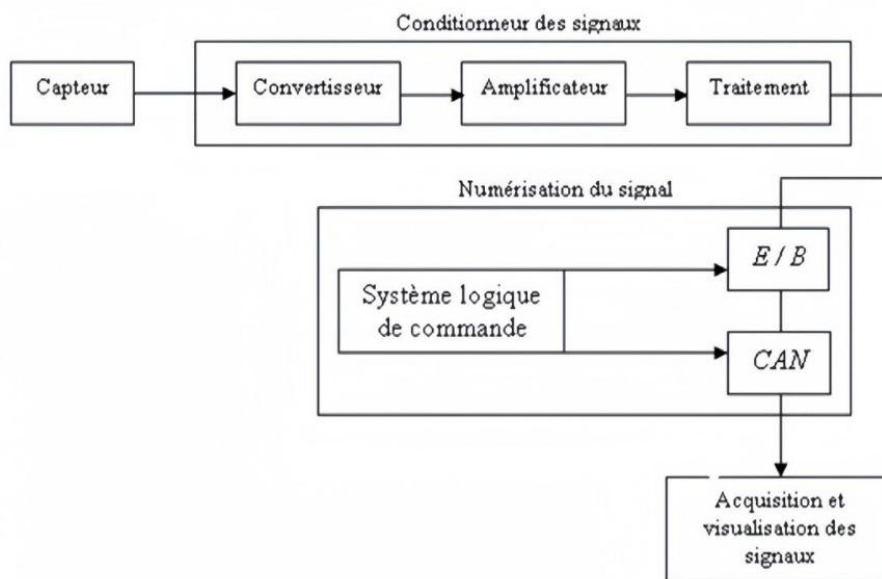 Conditionneur des signaux
Capteur
Convertisseur
Amplificateur
Traitement
Numérisation du signal
E / B
Système logique
de commande
CAN
Acquisition et
visualisation des
signaux